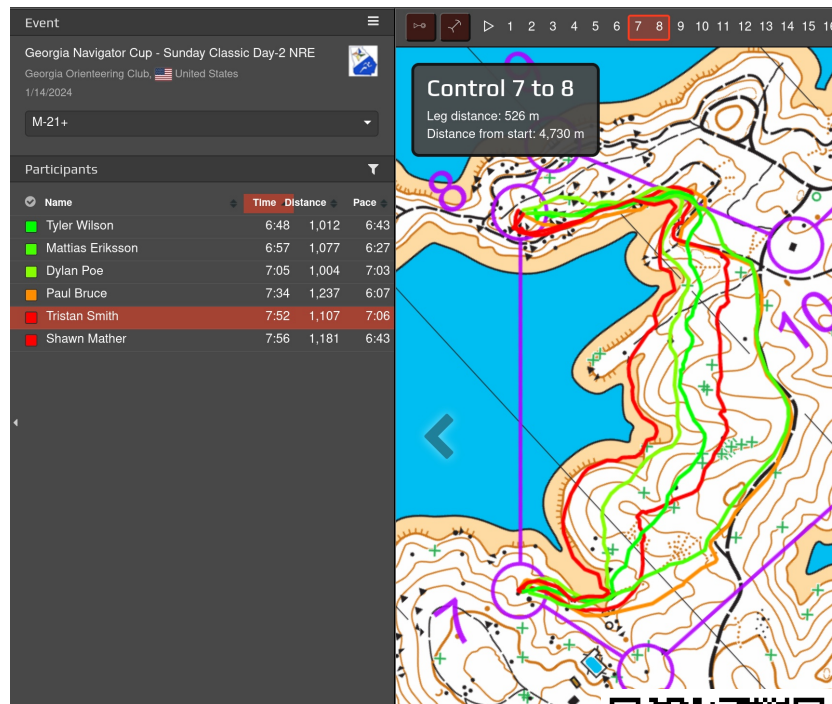 Event
Georgia Navigator Cup - Sunday Classic Day-2 NRE
Georgia Orienteering Club, United States
1/14/2024
M-21+
Participants
Name Time Distance Pace
Tyler Wilson 6:48 1,012 6:43
Mattias Eriksson 6:57 1,077 6:27
Dylan Poe 7:05 1,004 7:03
Paul Bruce 7:34 1,237 6:07
Tristan Smith 7:52 1,107 7:06
Shawn Mather 7:56 1,181 6:43
1 2 3 4 5 6 7 8 9 10 11 12 13 14 15
Control 7 to 8
Leg distance: 526 m
Distance from start: 4,730 m
8
10
7